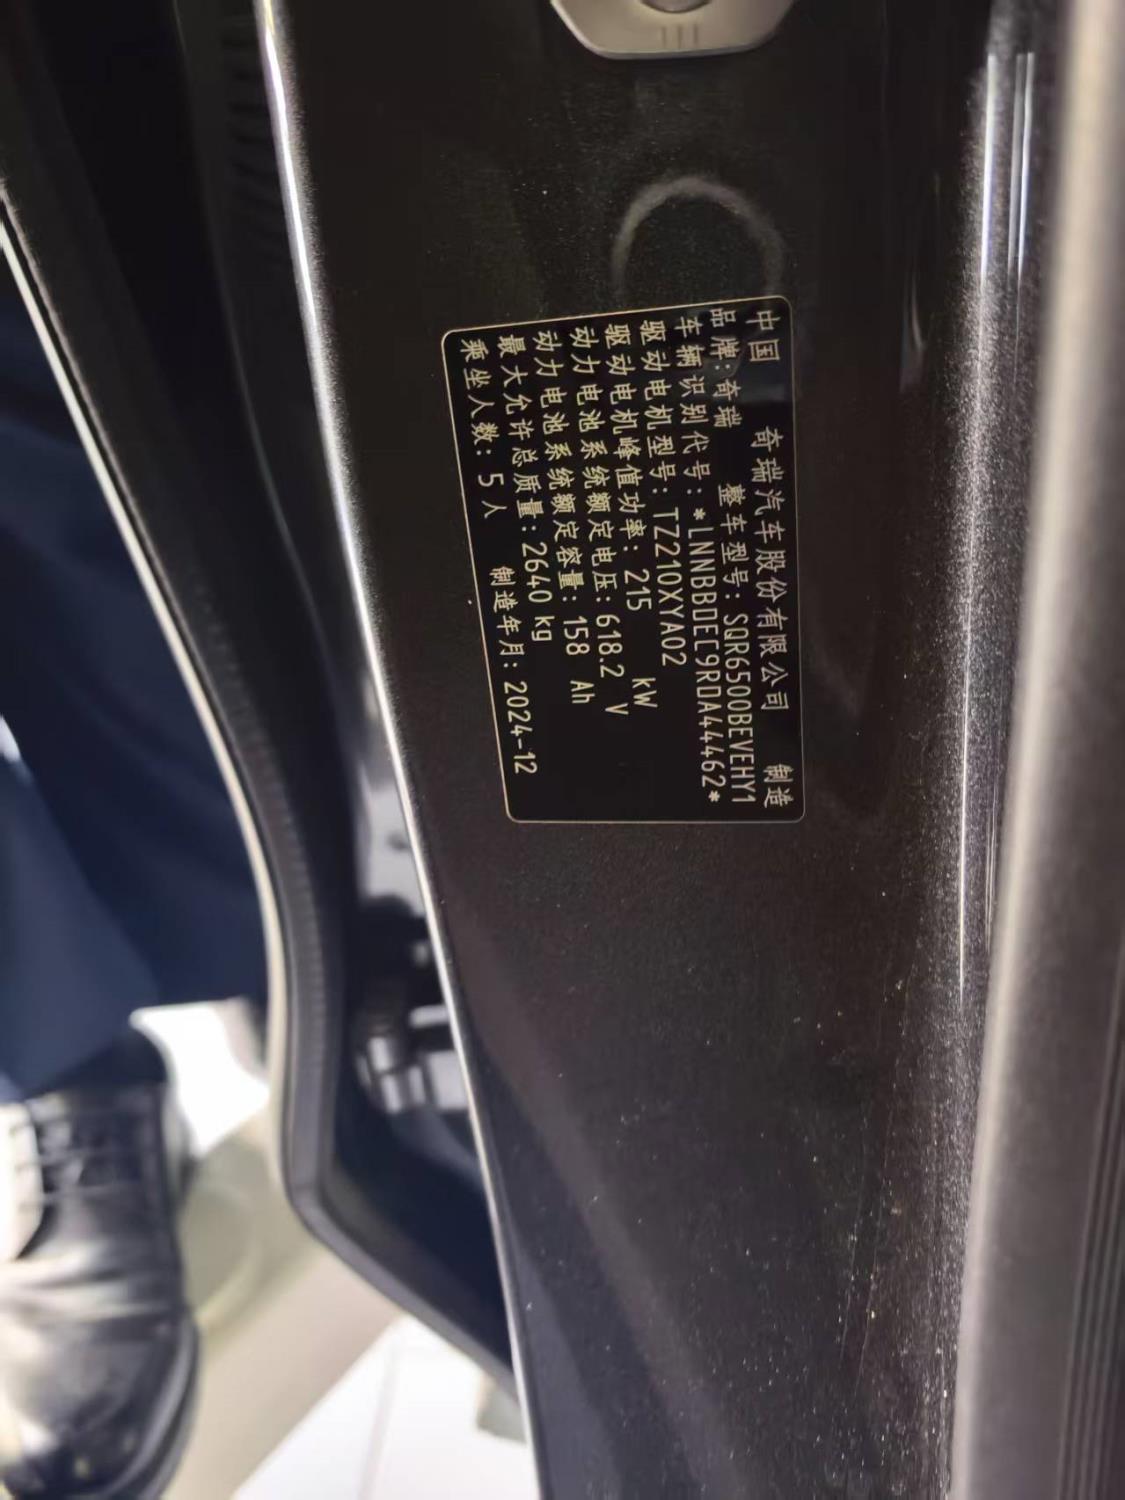 中国 奇瑞汽车股份有限公司 制造
品牌:奇瑞 整车型号:SQR6500BEVEHY1
车辆识别代号:*LNNBBDEC9RDA44462*
驱动电机型号:TZ210XYA02
驱动电机峰值功率:215 kW
动力电池系统额定电压:618.2 V
动力电池系统额定容量:158 Ah
最大允许总质量:2640 kg
乘坐人数:5人 制造年月:2024-12